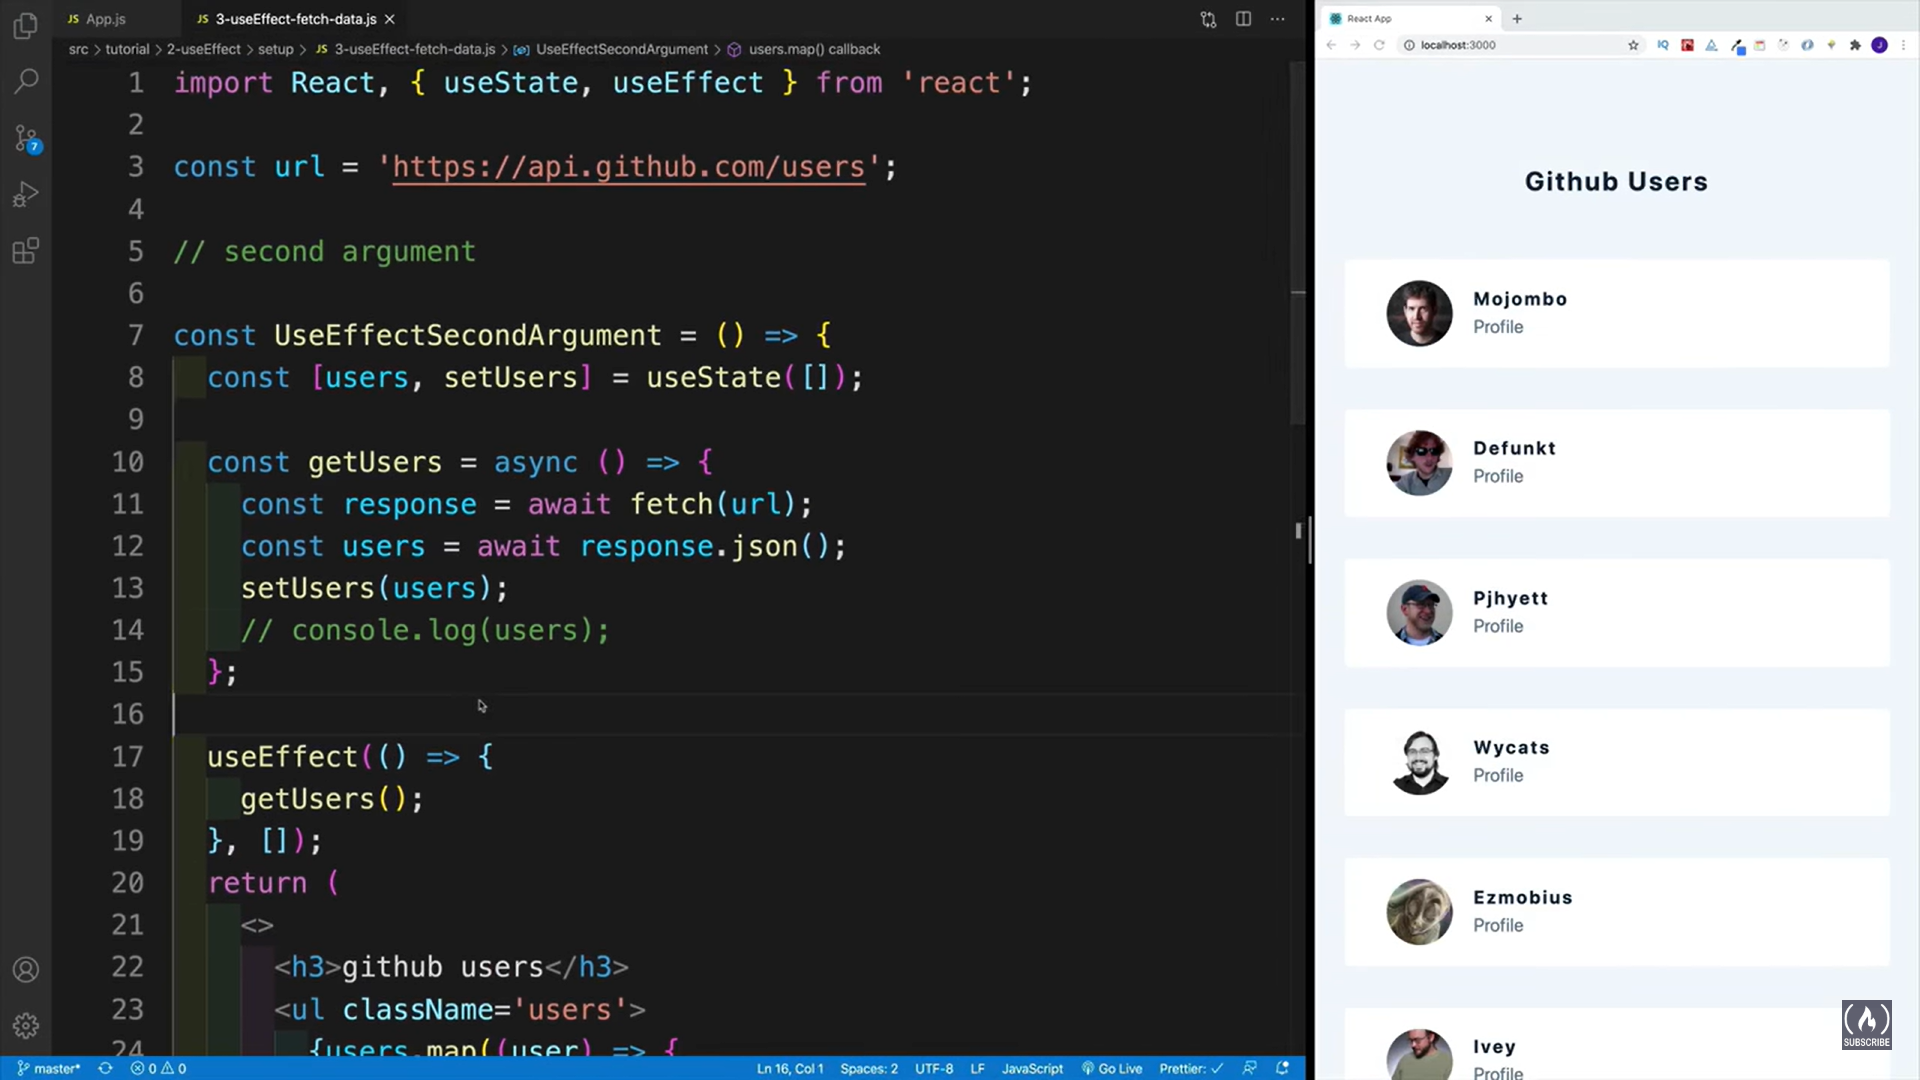 App.js
JS 3-useEffect-fetch-data.js
src > tutorial > 2-useEffect > setup > JS 3-useEffect-fetch-data.js > UseEffectSecondArgument > users.map() callback
1 import React, { useState, useEffect } from 'react';
2
3 const url = 'https://api.github.com/users';
4
5 // second argument
6
7 const UseEffectSecondArgument = () => {
8 const [users, setUsers] = useState([]);
9
10 const getUsers = async () => {
11 const response = await fetch(url);
12 const users = await response.json();
13 setUsers(users);
14 // console.log(users);
15 };
16
17 useEffect(() => {
18 getUsers();
19 }, []);
20 return (
21 <>
22 <h3>github users</h3>
23 <ul className='users'>
24 {users.map((user) => {
7
master* 0 0 Ln 16, Col 1 Spaces: 2 UTF-8 LF JavaScript Go Live Prettier: ✓
React App
localhost:3000
J
Github Users
Mojombo
Profile
Defunkt
Profile
Pjhyett
Profile
Wycats
Profile
Ezmobius
Profile
Ivey
Profile
SUBSCRIBE